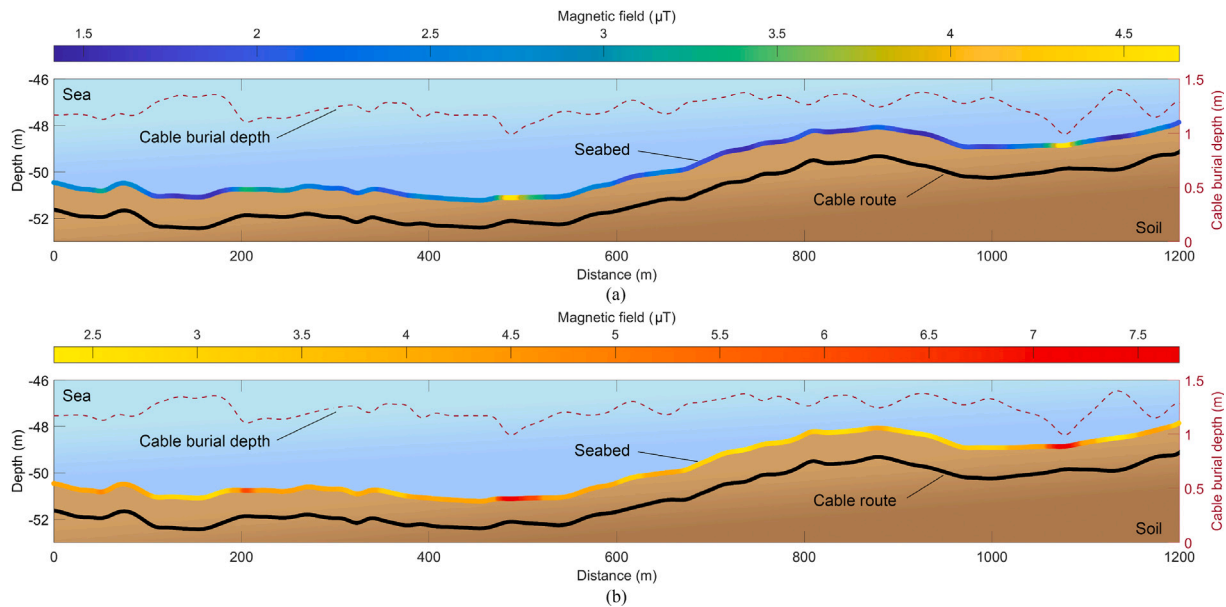 Magnetic field (µT)
1.5 2 2.5 3 3.5 4 4.5
-46 1.5
Sea
Cable burial depth
-48 1
Seabed
Depth (m)
Cable burial depth (m)
-50 0.5
Cable route
-52
Soil
0
0 200 400 600 800 1000 1200
Distance (m)
(a)
Magnetic field (µT)
2.5 3 3.5 4 4.5 5 5.5 6 6.5 7 7.5
-46 1.5
Sea
Cable burial depth
-48 1
Seabed
Depth (m)
Cable burial depth (m)
-50 0.5
Cable route
-52
Soil
0
0 200 400 600 800 1000 1200
Distance (m)
(b)